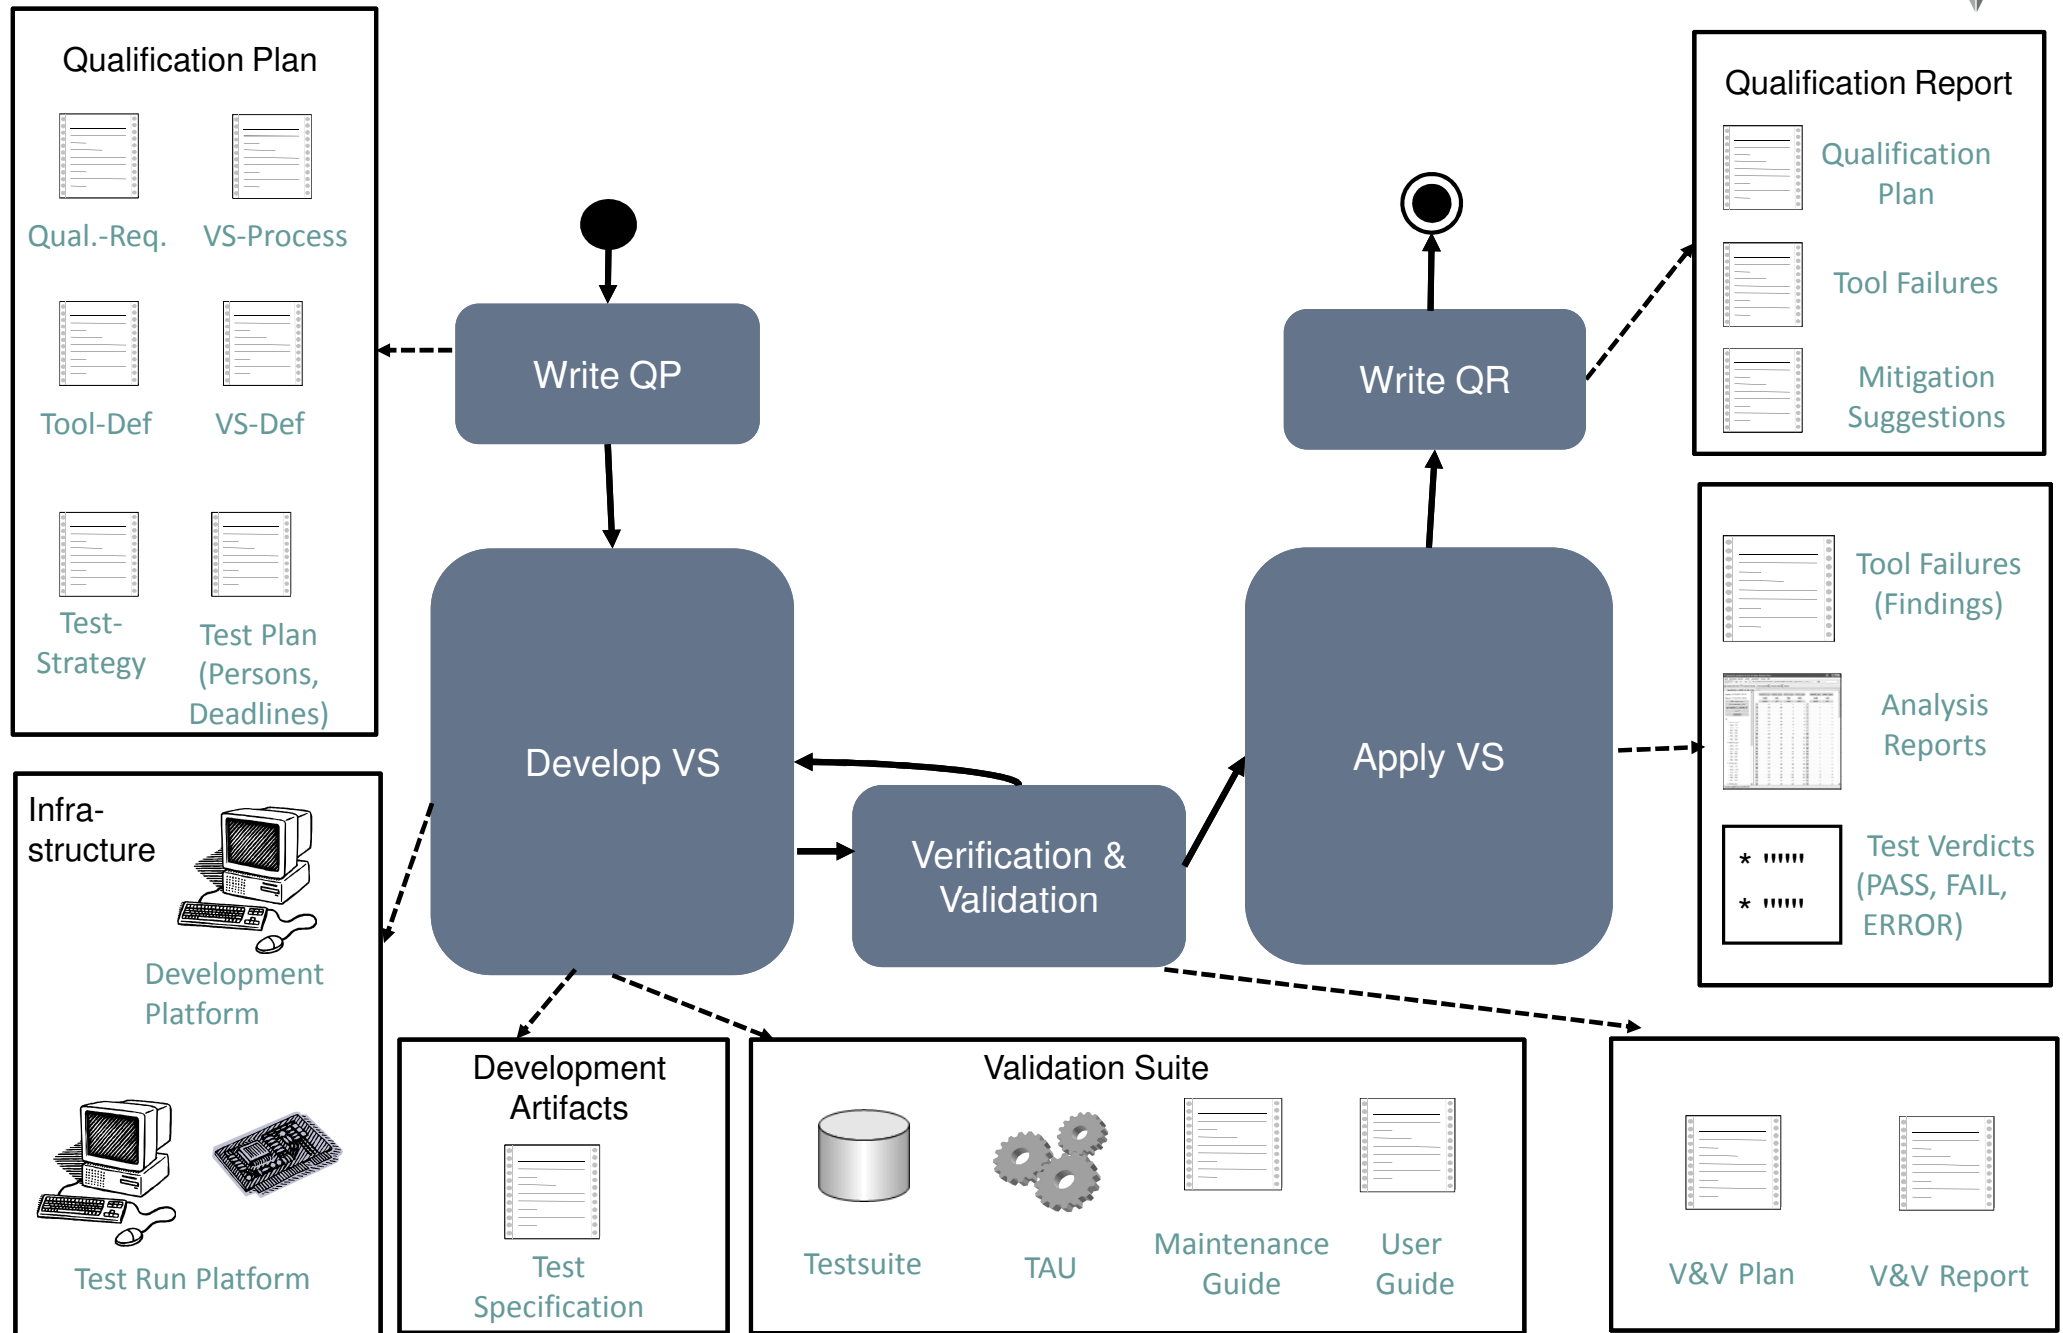 Qualification Plan
Qual.-Req.
VS-Process
Tool-Def
VS-Def
Test-
Strategy
Test Plan
(Persons,
Deadlines)
Infra-
structure
Development
Platform
Test Run Platform
Write QP
Develop VS
Verification &
Validation
Apply VS
Write QR
Development
Artifacts
Test
Specification
Validation Suite
Testsuite
TAU
Maintenance
Guide
User
Guide
Qualification Report
Qualification
Plan
Tool Failures
Mitigation
Suggestions
Tool Failures
(Findings)
Analysis
Reports
* """
* """
Test Verdicts
(PASS, FAIL,
ERROR)
V&V Plan
V&V Report